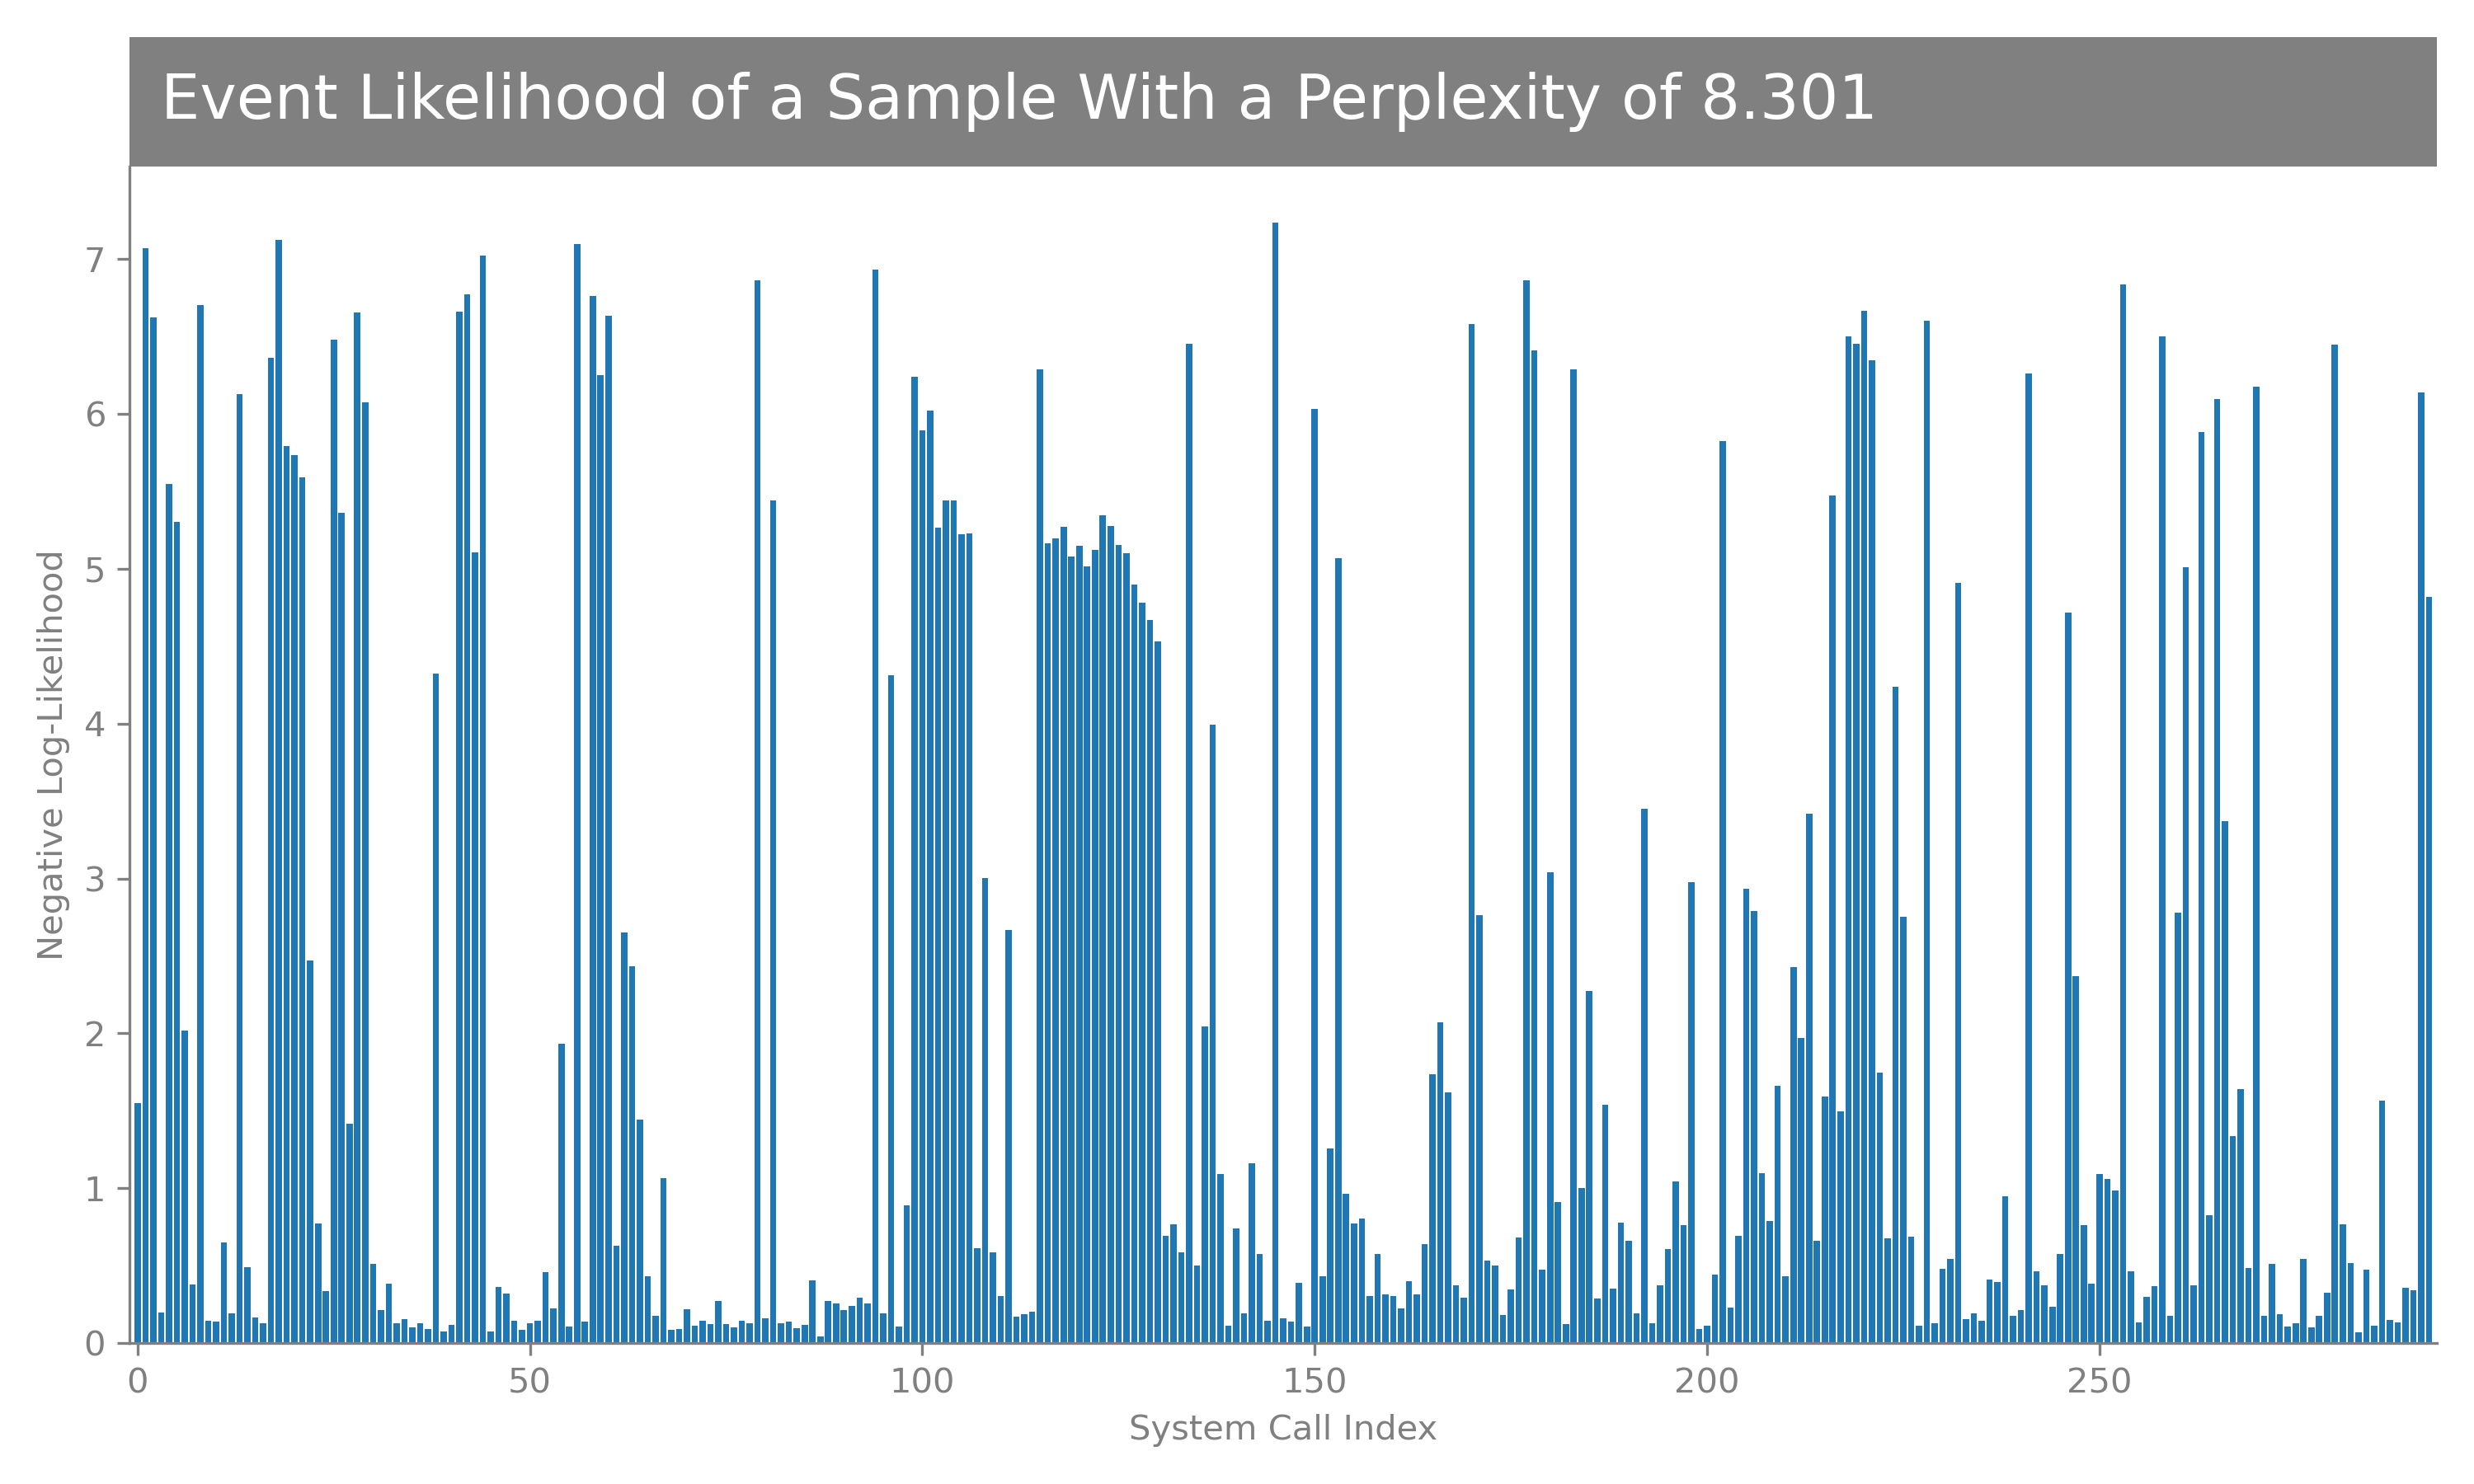 Event Likelihood of a Sample With a Perplexity of 8.301
Negative Log-Likelihood
7
6
5
4
3
2
1
0
0 50 100 150 200 250
System Call Index